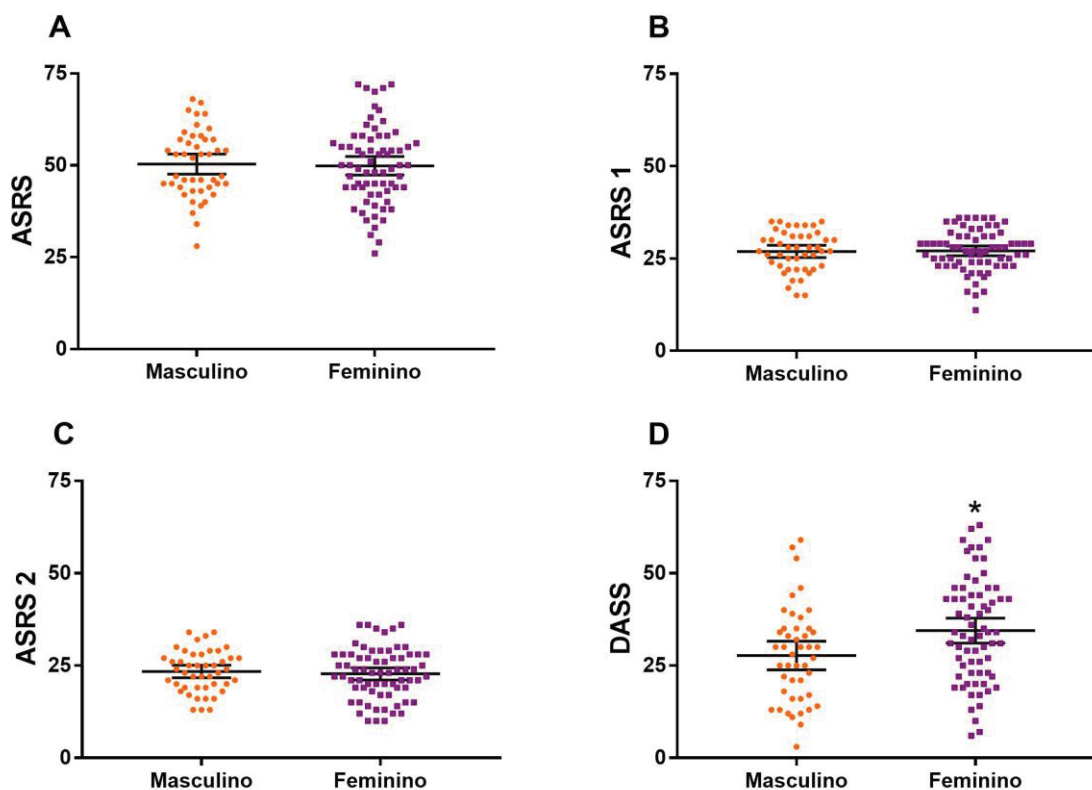 A
75
50
25
0
ASRS
Masculino
Feminino
B
75
50
25
0
ASRS 1
Masculino
Feminino
C
75
50
25
0
ASRS 2
Masculino
Feminino
D
75
50
25
0
DASS
*
Masculino
Feminino